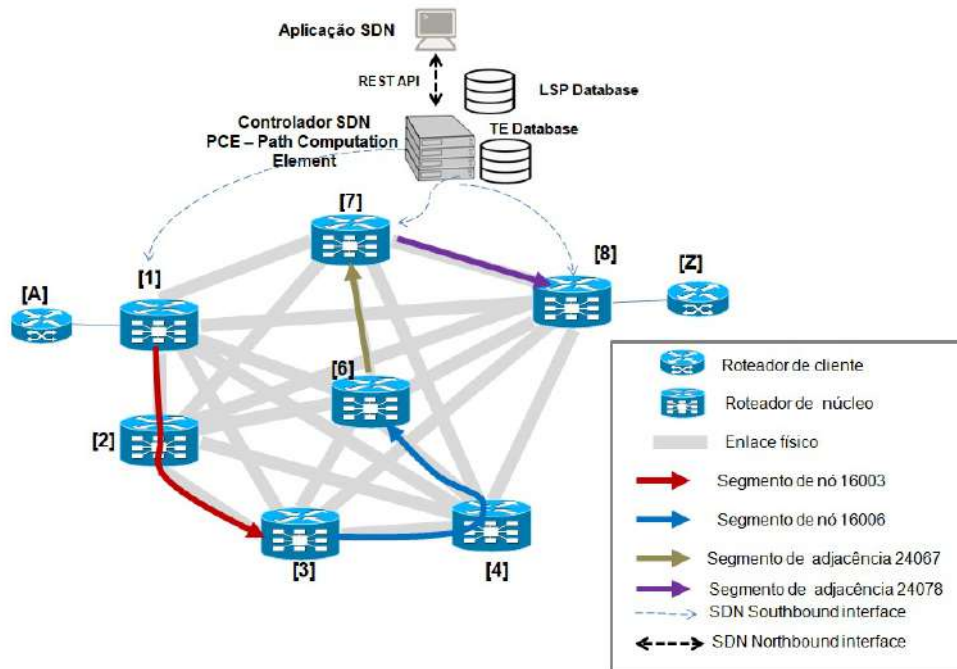 Aplicação SDN
REST API
LSP Database
Controlador SDN
PCE – Path Computation
Element
TE Database
[7]
[8]
[1]
[A]
[Z]
[6]
[2]
[3]
[4]
Roteador de cliente
Roteador de núcleo
Enlace físico
Segmento de nó 16003
Segmento de nó 16006
Segmento de adjacência 24067
Segmento de adjacência 24078
SDN Southbound interface
SDN Northbound interface